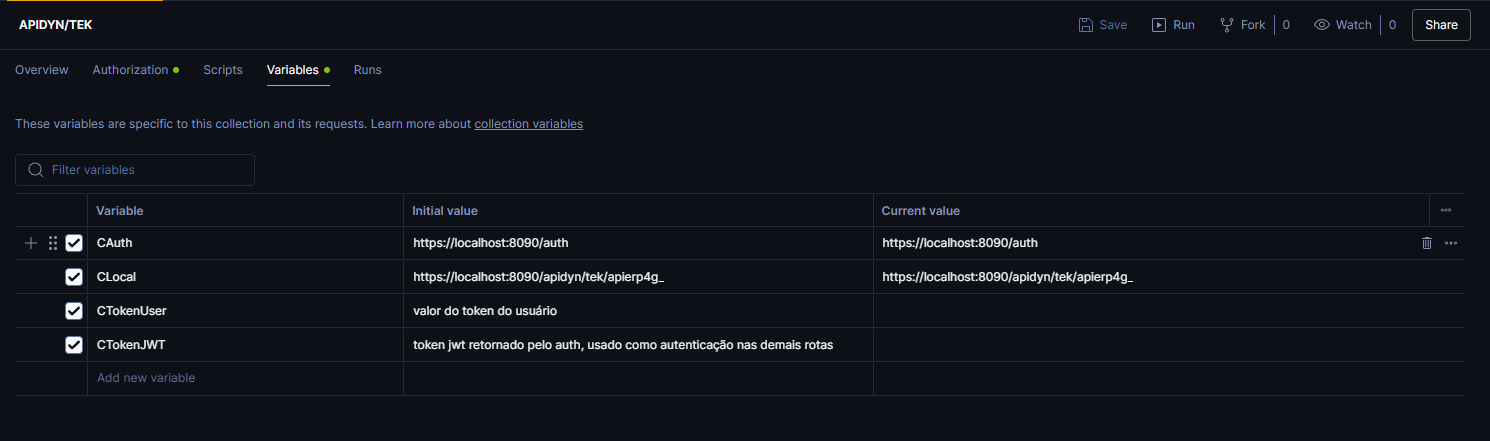 APIDYN/TEK
Save Run Fork 0 Watch 0 Share
Overview Authorization Scripts Variables Runs
These variables are specific to this collection and its requests. Learn more about collection variables
Filter variables
Variable Initial value Current value
CAuth https://localhost:8090/auth https://localhost:8090/auth
CLocal https://localhost:8090/apidyn/tek/apierp4g_ https://localhost:8090/apidyn/tek/apierp4g_
CTokenUser valor do token do usuário
CTokenJWT token jwt retornado pelo auth, usado como autenticação nas demais rotas
Add new variable